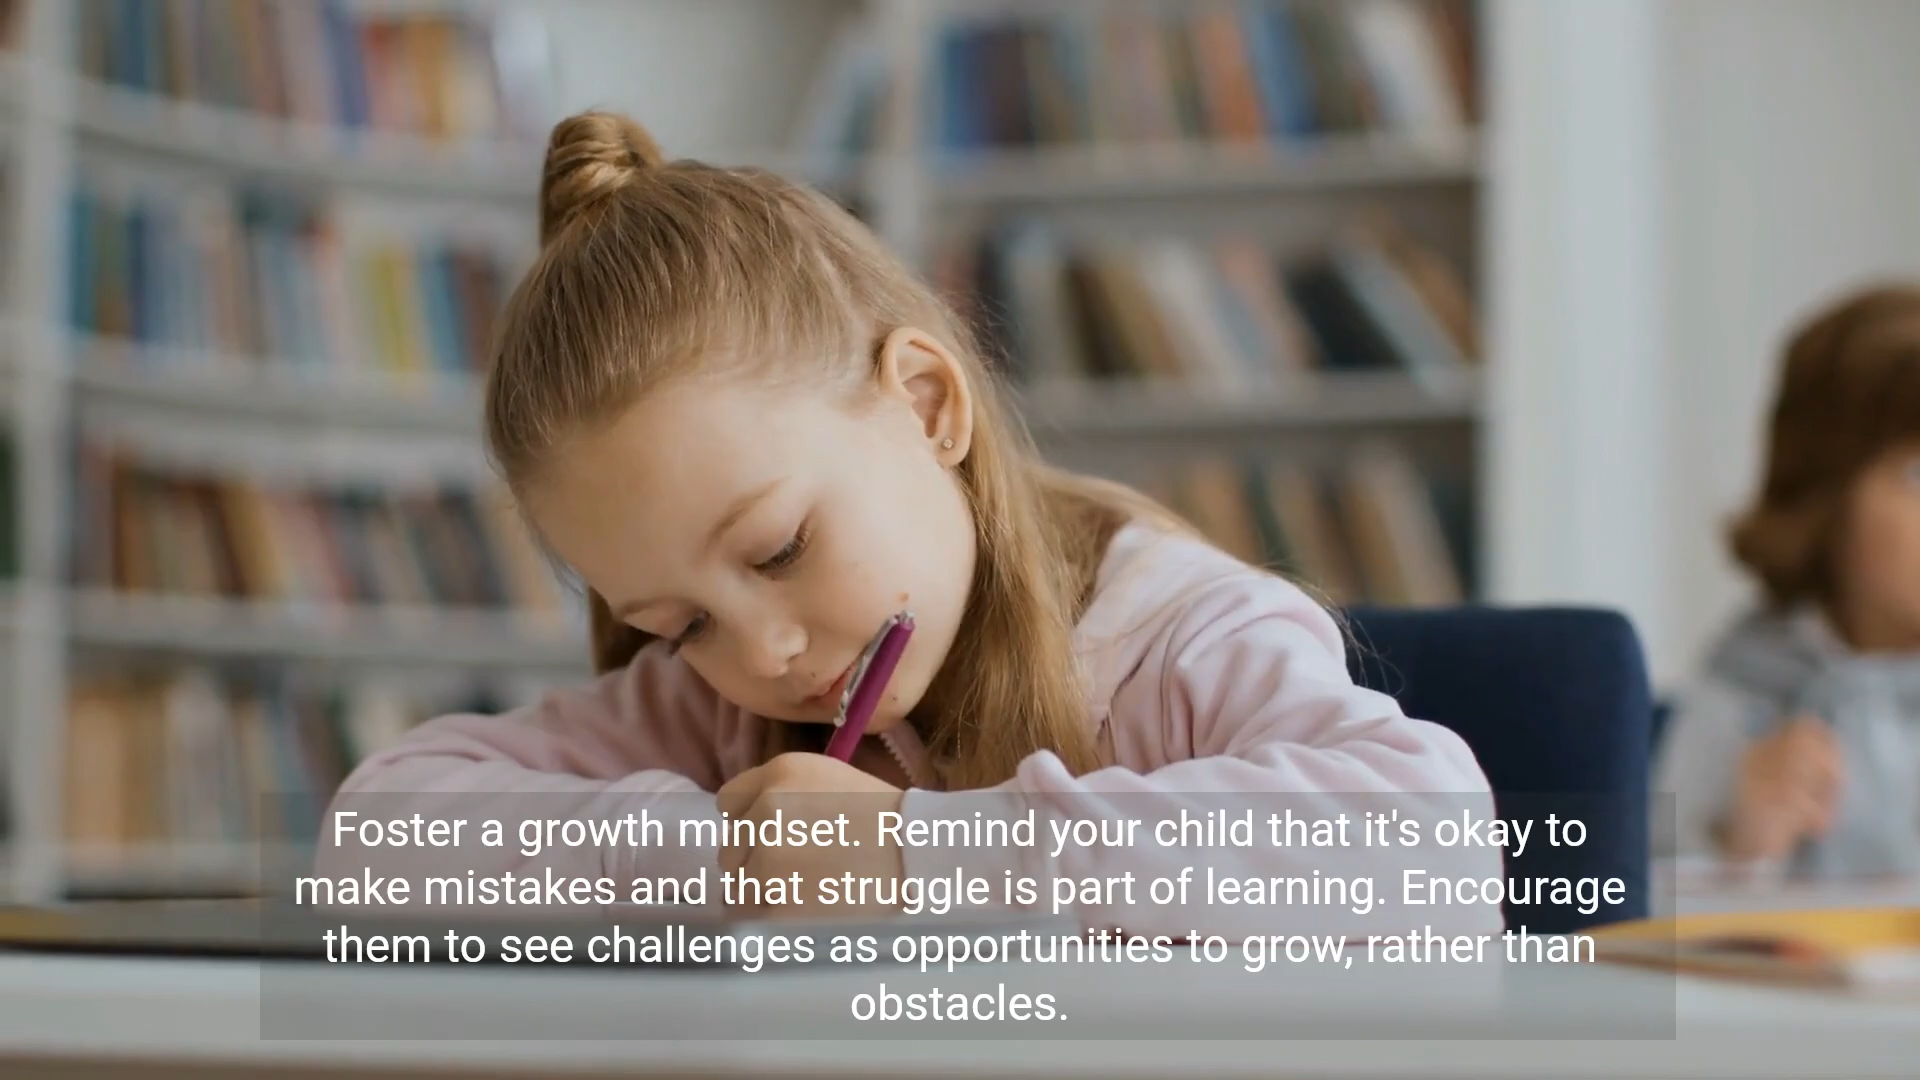 Foster a growth mindset. Remind your child that it's okay to
make mistakes and that struggle is part of learning. Encourage
them to see challenges as opportunities to grow, rather than
obstacles.